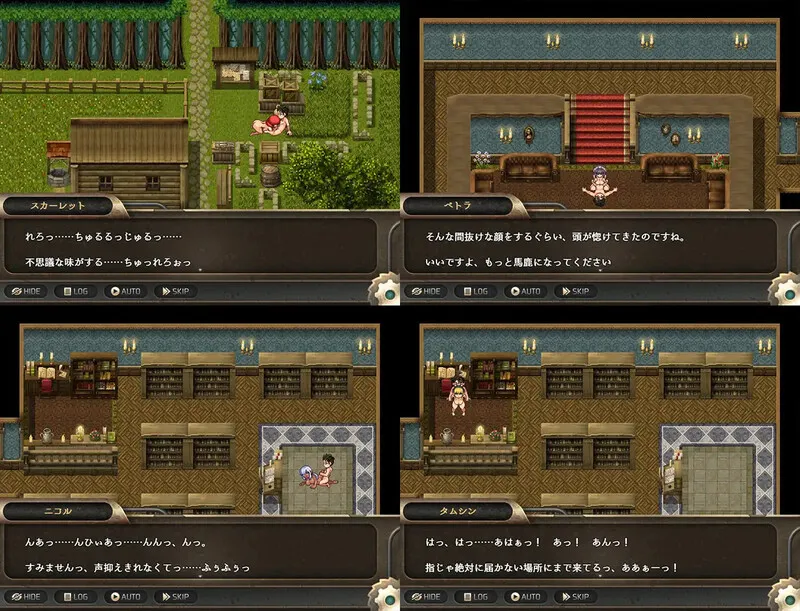 スカーレット
れろっ……ちゅるるっじゅるっ……
不思議な味がする……ちゅっれろぉっ
HIDE LOG AUTO SKIP
ペトラ
そんな間抜けな顔をするぐらい、頭が惚けてきたのですね。
いいですよ、もっと馬鹿になってください
HIDE LOG AUTO SKIP
ニコル
んあっ……んひぃあっ……んんっ、んっ。
すみませんっ、声抑えきれなくてっ……ふぅふぅっ
HIDE LOG AUTO SKIP
タムシン
はっ、はっ……あはぁっ！　あっ！　あんっ！
指じゃ絶対に届かない場所にまで来てるっ、ああぁーっ！
HIDE LOG AUTO SKIP